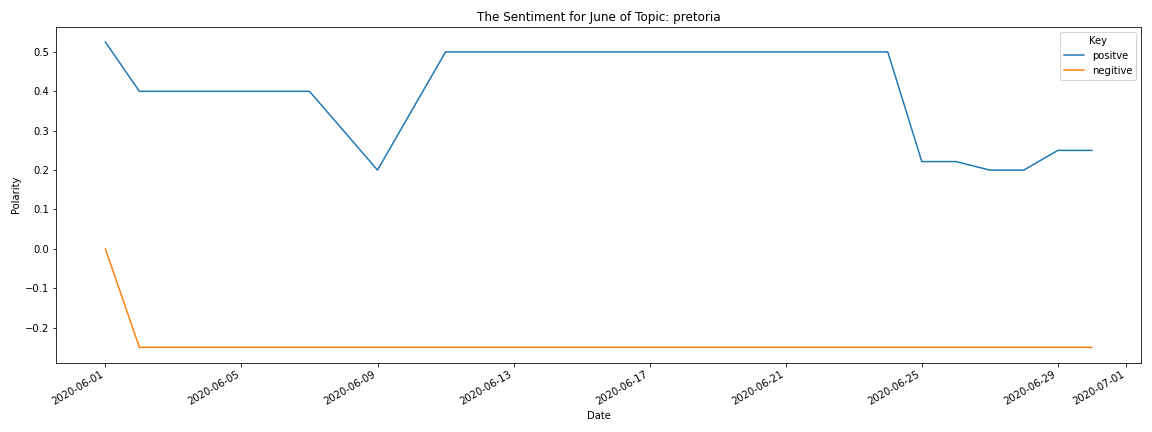 The Sentiment for June of Topic: pretoria
Key
positve
negitive
Polarity
0.5
0.4
0.3
0.2
0.1
0.0
−0.1
−0.2
2020-06-01
2020-06-05
2020-06-09
2020-06-13
2020-06-17
2020-06-21
2020-06-25
2020-06-29
2020-07-01
Date